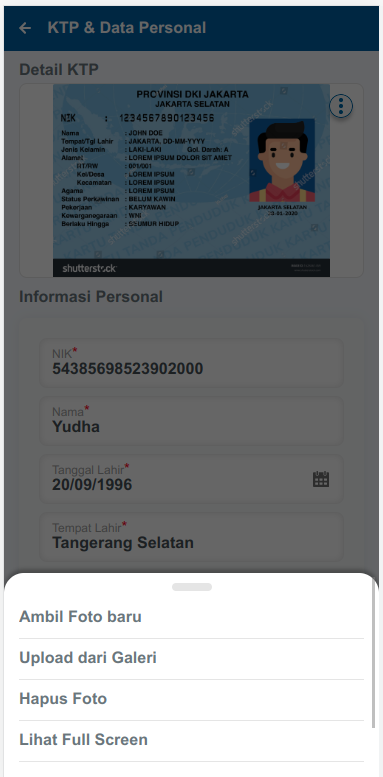 KTP & Data Personal
Detail KTP
PROVINSI DKI JAKARTA
JAKARTA SELATAN
NIK : 1234567890123456
Nama : JOHN DOE
Tempat/Tgl Lahir : JAKARTA, DD-MM-YYYY
Jenis Kelamin : LAKI-LAKI Gol. Darah: A
Alamat : LOREM IPSUM DOLOR SIT AMET
RT/RW : 001/001
Kel/Desa : LOREM IPSUM
Kecamatan : LOREM IPSUM
Agama : LOREM IPSUM
Status Perkawinan : BELUM KAWIN
Pekerjaan : KARYAWAN
Kewarganegaraan : WNI
Berlaku Hingga : SEUMUR HIDUP
JAKARTA SELATAN
shutterstock
Informasi Personal
NIK*
54385698523902000
Nama*
Yudha
Tanggal Lahir*
20/09/1996
Tempat Lahir*
Tangerang Selatan
Ambil Foto baru
Upload dari Galeri
Hapus Foto
Lihat Full Screen